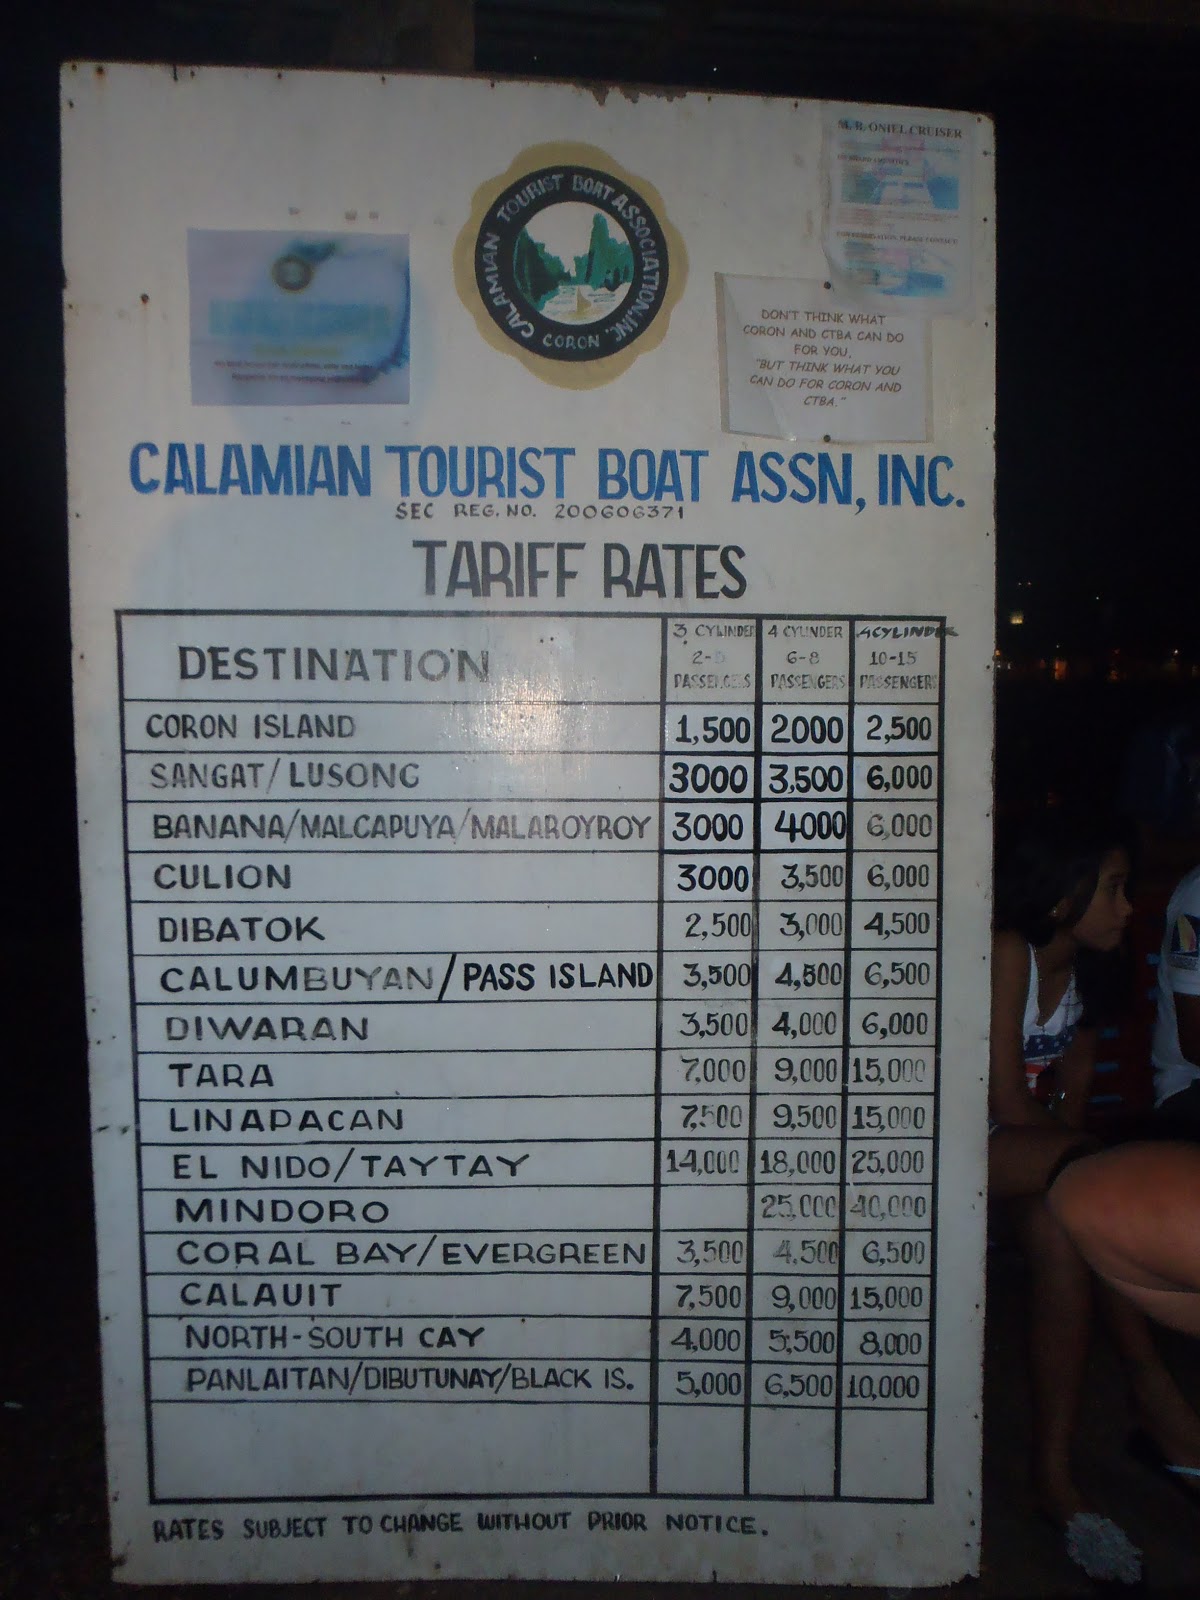 M. B. ONIEL CRUISER
CALAMIAN TOURIST BOAT ASSOCIATION, INC.
CORON
DON'T THINK WHAT
CORON AND CTBA CAN DO
FOR YOU,
"BUT THINK WHAT YOU
CAN DO FOR CORON AND
CTBA."
CALAMIAN TOURIST BOAT ASSN, INC.
SEC REG. NO. 200606371
TARIFF RATES
DESTINATION 3 CYLINDER 4 CYLINDER 4 CYLINDER
6-8 10-15
PASSENGERS PASSENGERS PASSENGERS
CORON ISLAND 1,500 2000 2,500
SANGAT/LUSONG 3000 3,500 6,000
BANANA/MALCAPUYA/MALAROYROY 3000 4000 6,000
CULION 3000 3,500 6,000
DIBATOK 2,500 3,000 4,500
CALUMBUYAN/PASS ISLAND 3,500 4,500 6,500
DIWARAN 3,500 4,000 6,000
TARA 7,000 9,000 15,000
LINAPACAN 7,500 9,500 15,000
EL NIDO/TAYTAY 14,000 18,000 25,000
MINDORO 25,000 40,000
CORAL BAY/EVERGREEN 3,500 4,500 6,500
CALAUIT 7,500 9,000 15,000
NORTH-SOUTH CAY 4,000 5,500 8,000
PANLAITAN/DIBUTUNAY/BLACK IS. 5,000 6,500 10,000
RATES SUBJECT TO CHANGE WITHOUT PRIOR NOTICE.